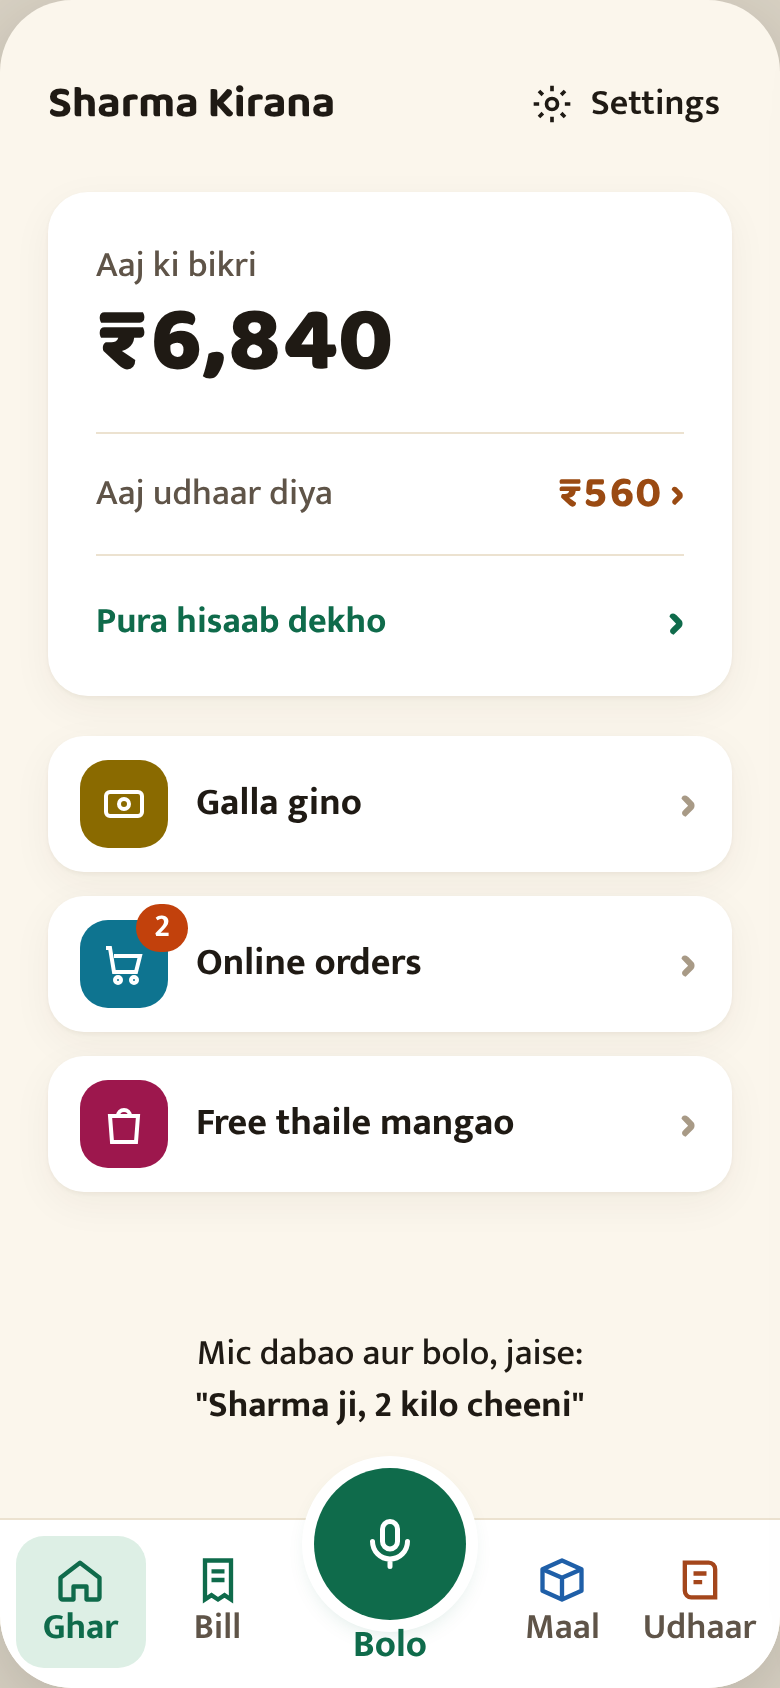 Sharma Kirana
Settings
Aaj ki bikri
₹6,840
Aaj udhaar diya
₹560 ›
Pura hisaab dekho ›
Galla gino ›
2
Online orders ›
Free thaile mangao ›
Mic dabao aur bolo, jaise:
"Sharma ji, 2 kilo cheeni"
Ghar
Bill
Bolo
Maal
Udhaar